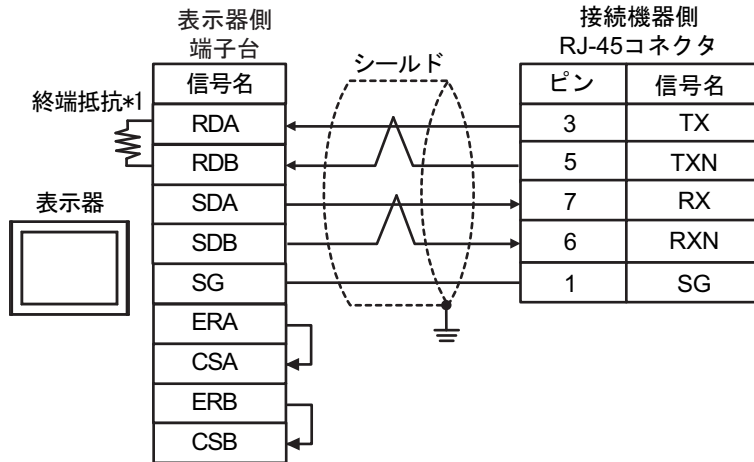 表示器側
端子台
接続機器側
RJ-45コネクタ
シールド
終端抵抗*1
表示器
信号名
RDA
RDB
SDA
SDB
SG
ERA
CSA
ERB
CSB
ピン 信号名
3 TX
5 TXN
7 RX
6 RXN
1 SG